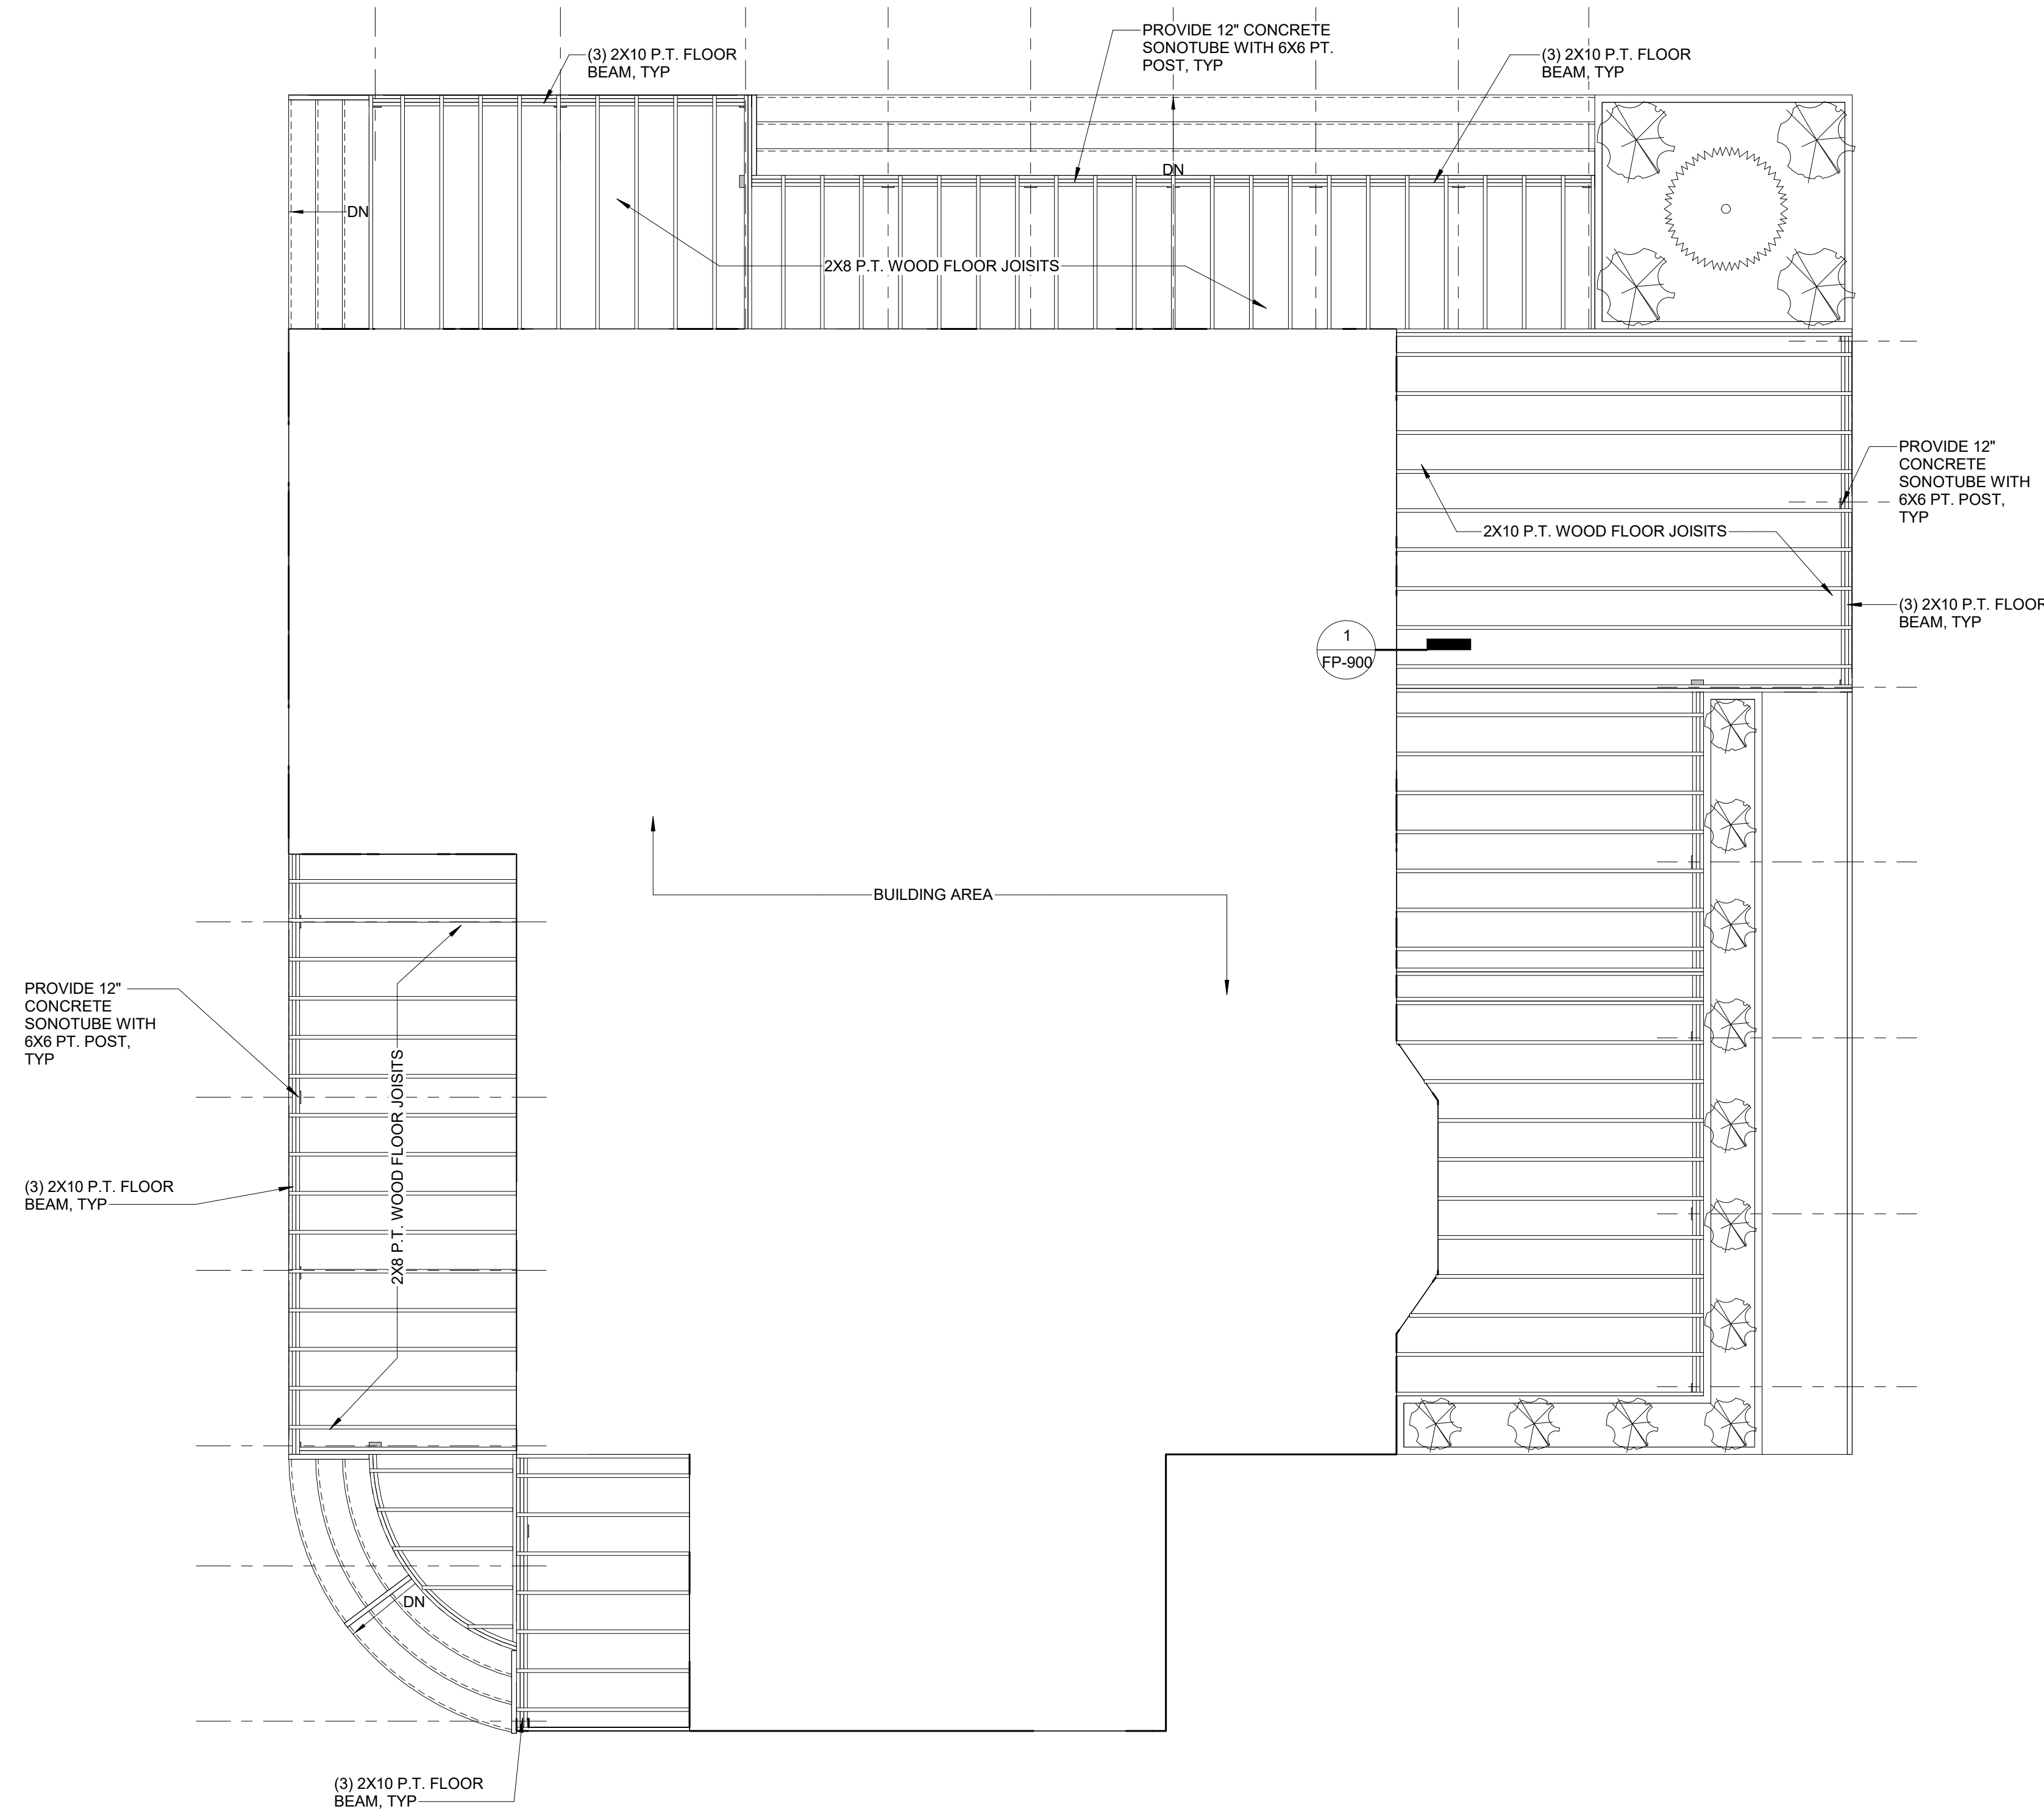 (3) 2X10 P.T. FLOOR
BEAM, TYP
PROVIDE 12" CONCRETE
SONOTUBE WITH 6X6 PT.
POST, TYP
(3) 2X10 P.T. FLOOR
BEAM, TYP
DN
DN
2X8 P.T. WOOD FLOOR JOISITS
PROVIDE 12"
CONCRETE
SONOTUBE WITH
6X6 PT. POST,
TYP
2X10 P.T. WOOD FLOOR JOISITS
(3) 2X10 P.T. FLOOR
BEAM, TYP
1
FP-900
BUILDING AREA
PROVIDE 12"
CONCRETE
SONOTUBE WITH
6X6 PT. POST,
TYP
2X8 P.T. WOOD FLOOR JOISITS
(3) 2X10 P.T. FLOOR
BEAM, TYP
DN
(3) 2X10 P.T. FLOOR
BEAM, TYP